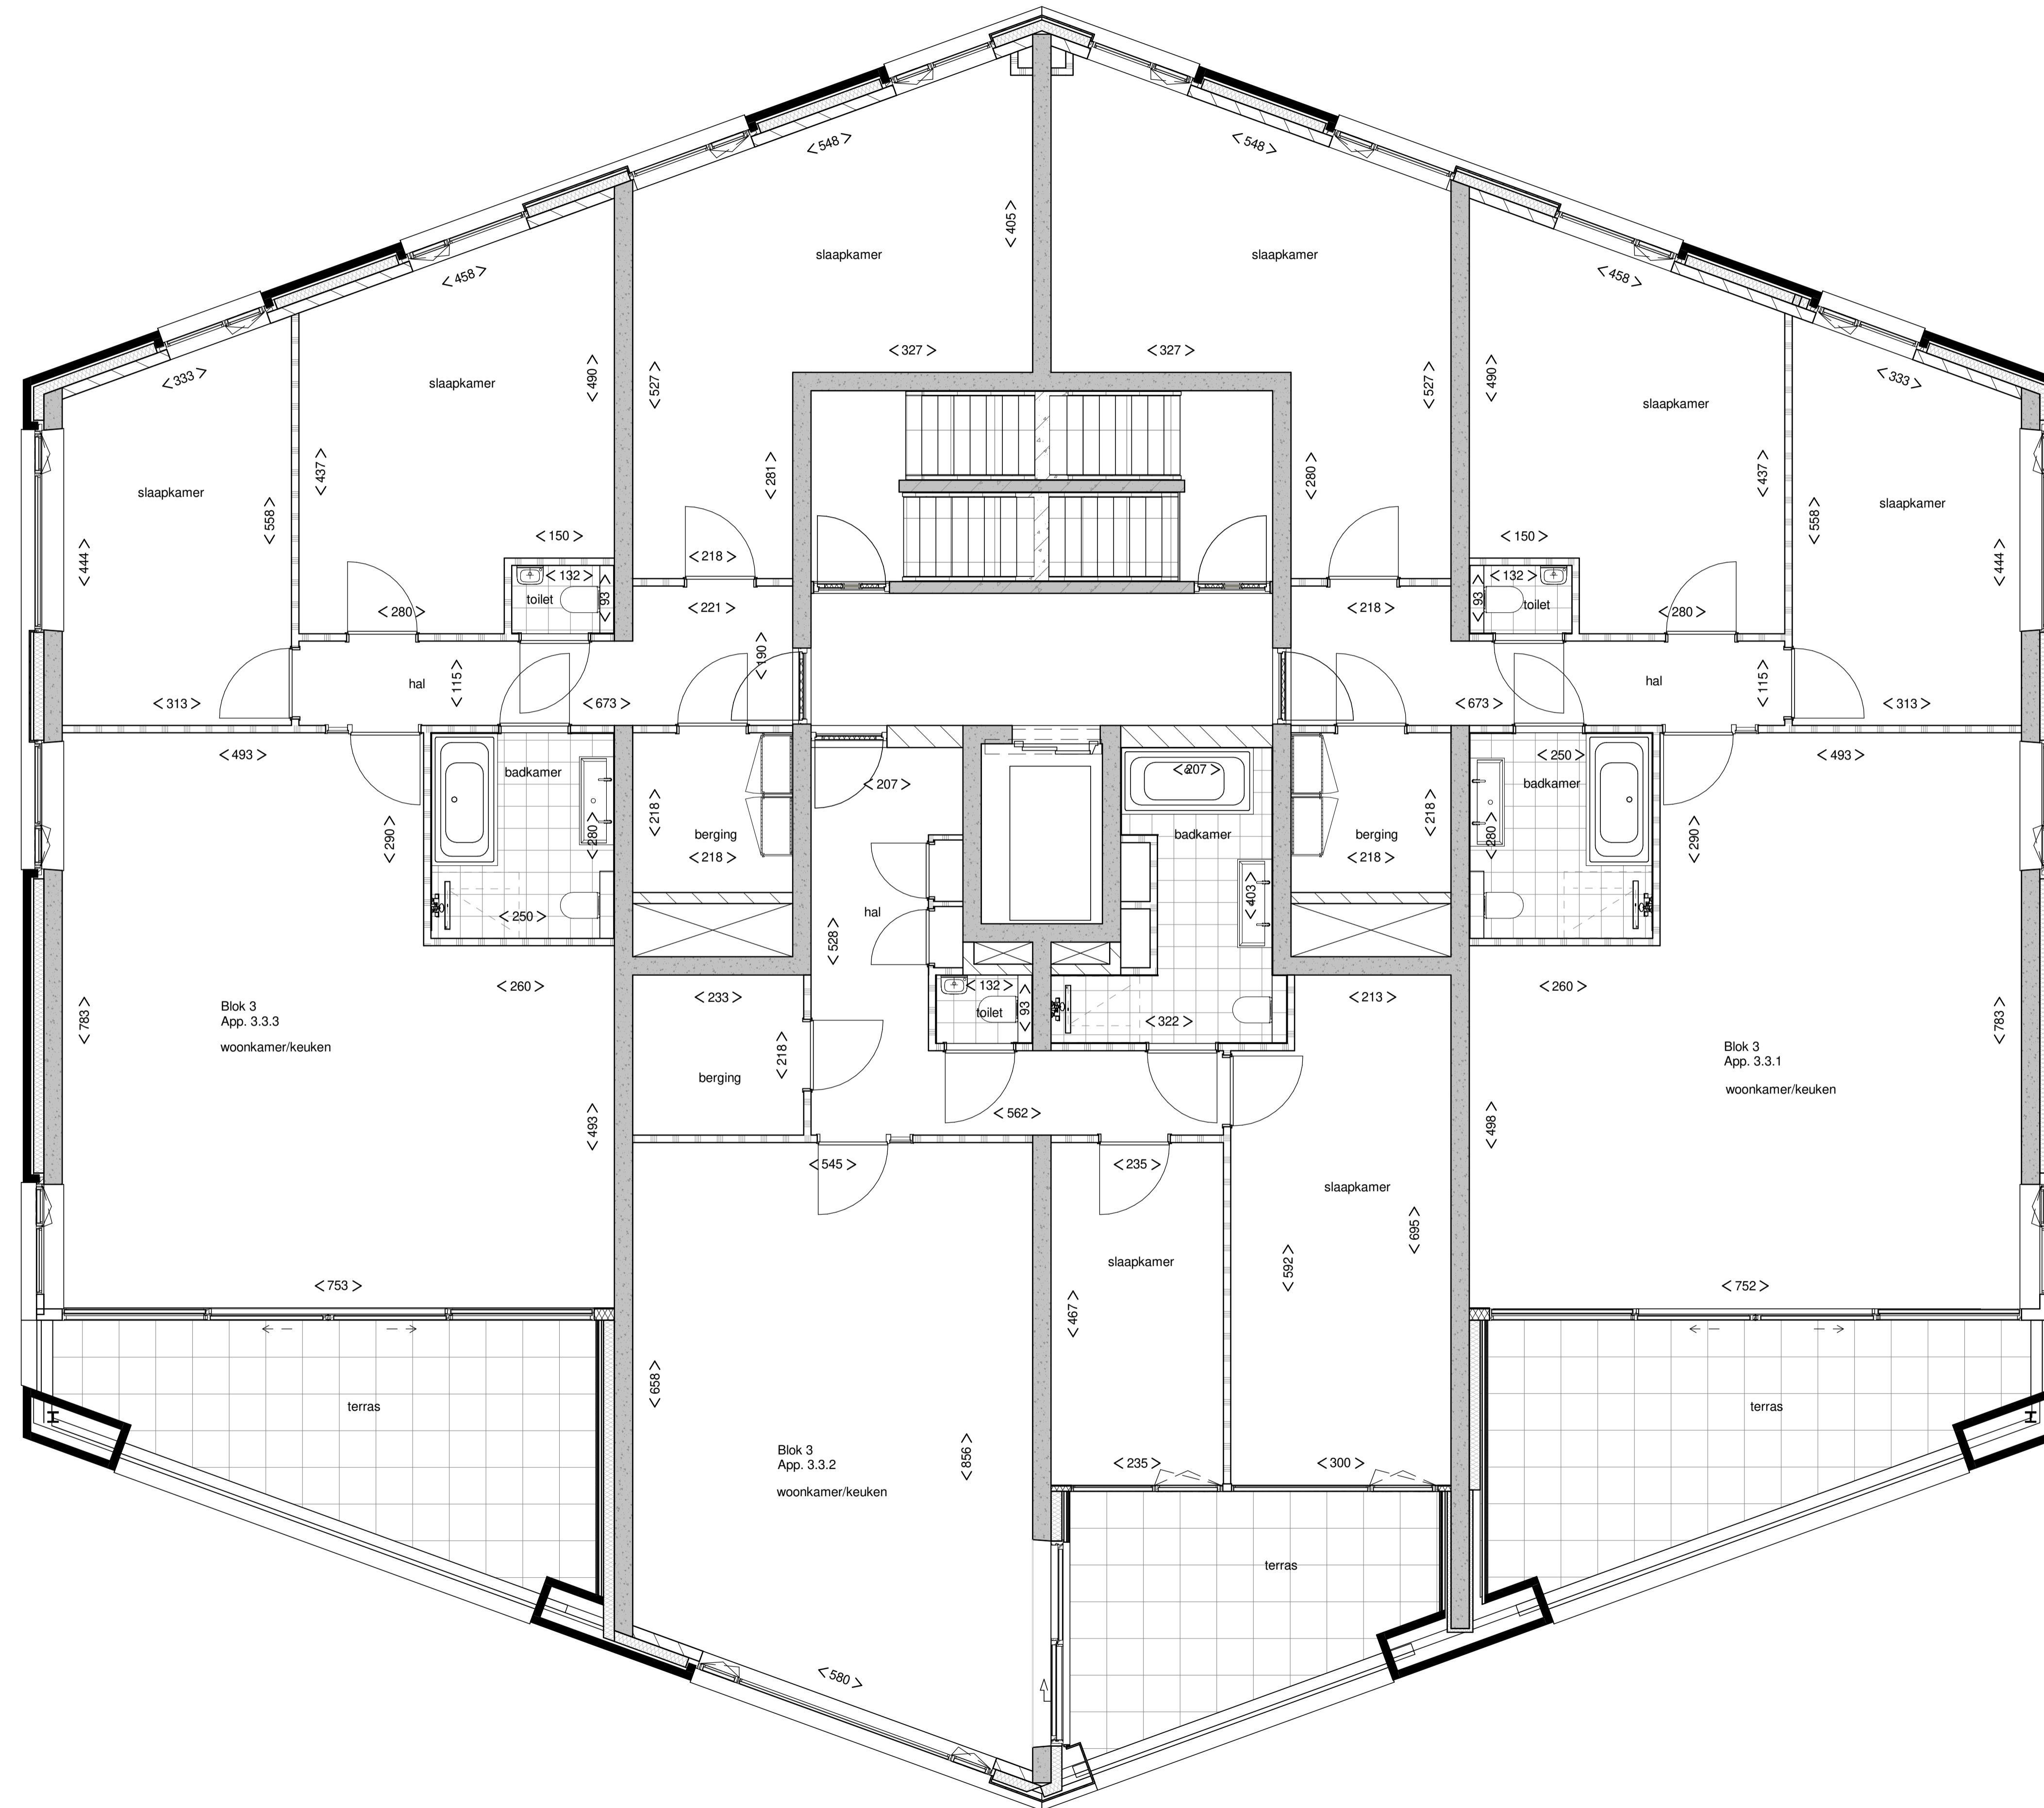 < 548 >
< 548 >
< 405 >
slaapkamer
slaapkamer
< 458 >
< 458 >
< 327 >
< 327 >
< 333 >
< 333 >
slaapkamer
slaapkamer
< 490 >
< 527 >
< 527 >
< 490 >
< 437 >
< 281 >
< 280 >
< 437 >
slaapkamer
slaapkamer
< 558 >
< 558 >
< 444 >
< 444 >
< 150 >
< 150 >
< 218 >
< 132 >
< 132 >
toilet
< 93 >
< 93 >
toilet
< 280 >
< 221 >
< 218 >
< 280 >
< 190 >
hal
< 115 >
hal
< 115 >
< 313 >
< 673 >
< 673 >
< 313 >
< 493 >
< 250 >
< 493 >
badkamer
< 207 >
< 207 >
badkamer
< 290 >
< 280 >
< 218 >
berging
< 218 >
badkamer
berging
< 218 >
< 218 >
< 280 >
< 290 >
< 403 >
hal
< 250 >
< 528 >
< 260 >
< 132 >
< 260 >
< 233 >
< 213 >
< 783 >
Blok 3
App. 3.3.3
woonkamer/keuken
toilet
< 93 >
< 322 >
< 783 >
Blok 3
App. 3.3.1
woonkamer/keuken
< 218 >
berging
< 562 >
< 493 >
< 498 >
< 545 >
< 235 >
slaapkamer
< 695 >
slaapkamer
< 592 >
< 753 >
< 752 >
< 467 >
< 658 >
terras
terras
< 856 >
Blok 3
App. 3.3.2
woonkamer/keuken
< 235 >
< 300 >
terras
< 580 >